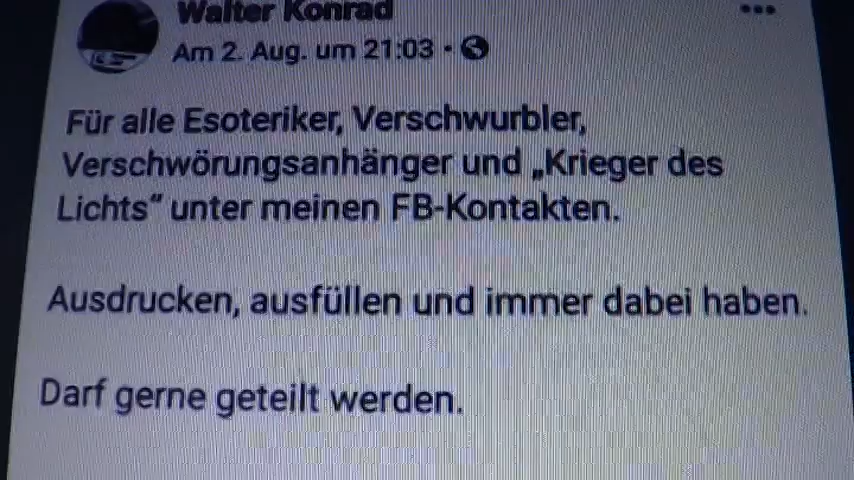 Walter Konrad
Am 2. Aug. um 21:03 ·
Für alle Esoteriker, Verschwurbler,
Verschwörungsanhänger und „Krieger des
Lichts“ unter meinen FB-Kontakten.
Ausdrucken, ausfüllen und immer dabei haben.
Darf gerne geteilt werden.